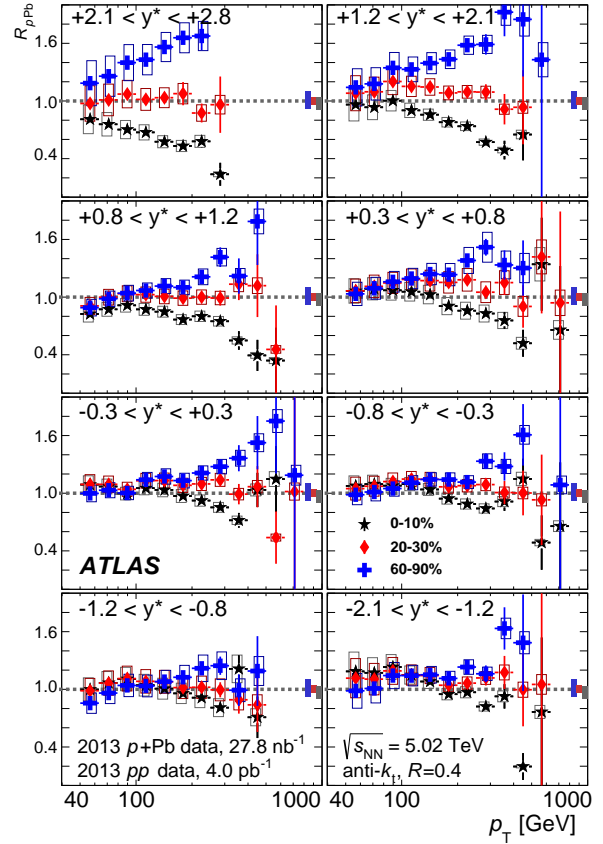 R_pPb
+2.1 < y* < +2.8
+1.2 < y* < +2.1
1.6
1.0
0.4
+0.8 < y* < +1.2
+0.3 < y* < +0.8
1.6
1.0
0.4
-0.3 < y* < +0.3
-0.8 < y* < -0.3
1.6
1.0
0.4
ATLAS
0-10%
20-30%
60-90%
-1.2 < y* < -0.8
-2.1 < y* < -1.2
1.6
1.0
0.4
2013 p+Pb data, 27.8 nb⁻¹
2013 pp data, 4.0 pb⁻¹
√s_NN = 5.02 TeV
anti-k_t, R=0.4
40 100 1000 40 100 1000
p_T [GeV]